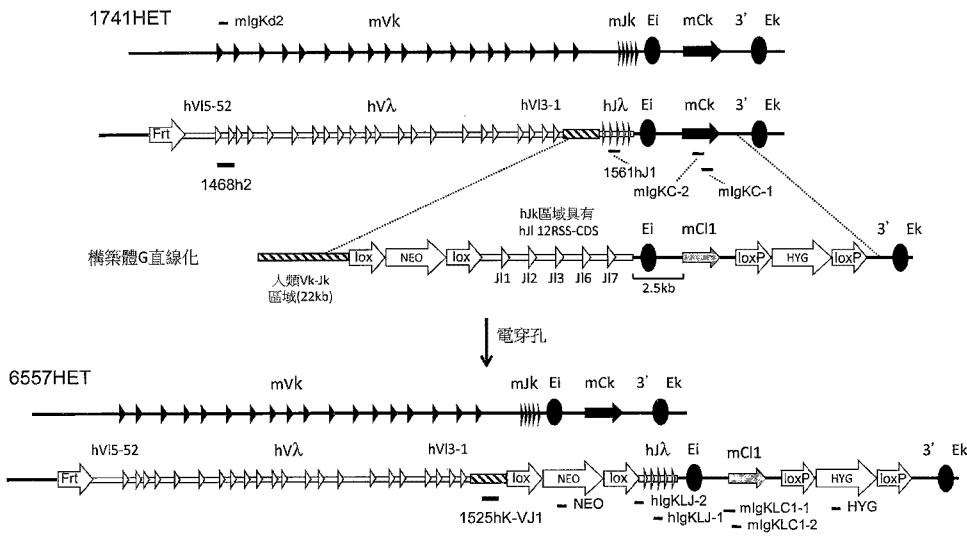 1741HET
mIgKd2
mVk
mJk
Ei
mCk
3’
Ek
hVl5-52
hVλ
hVl3-1
hJλ
Ei
mCk
3’
Ek
Frt
1468h2
1561hJ1
mIgKC-2
mIgKC-1
hJk區域具有
hJl 12RSS-CDS
Ei
mCl1
3’
Ek
構築體G直線化
lox
NEO
lox
loxP
HYG
loxP
人類Vk-Jk
區域(22kb)
Jl1
Jl2
Jl3
Jl6
Jl7
2.5kb
電穿孔
6557HET
mVk
mJk
Ei
mCk
3’
Ek
hVl5-52
hVλ
hVl3-1
hJλ
Ei
mCl1
3’
Ek
Frt
lox
NEO
lox
loxP
HYG
loxP
1525hK-VJ1
NEO
hIgKLJ-2
hIgKLJ-1
mIgKLC1-1
mIgKLC1-2
HYG